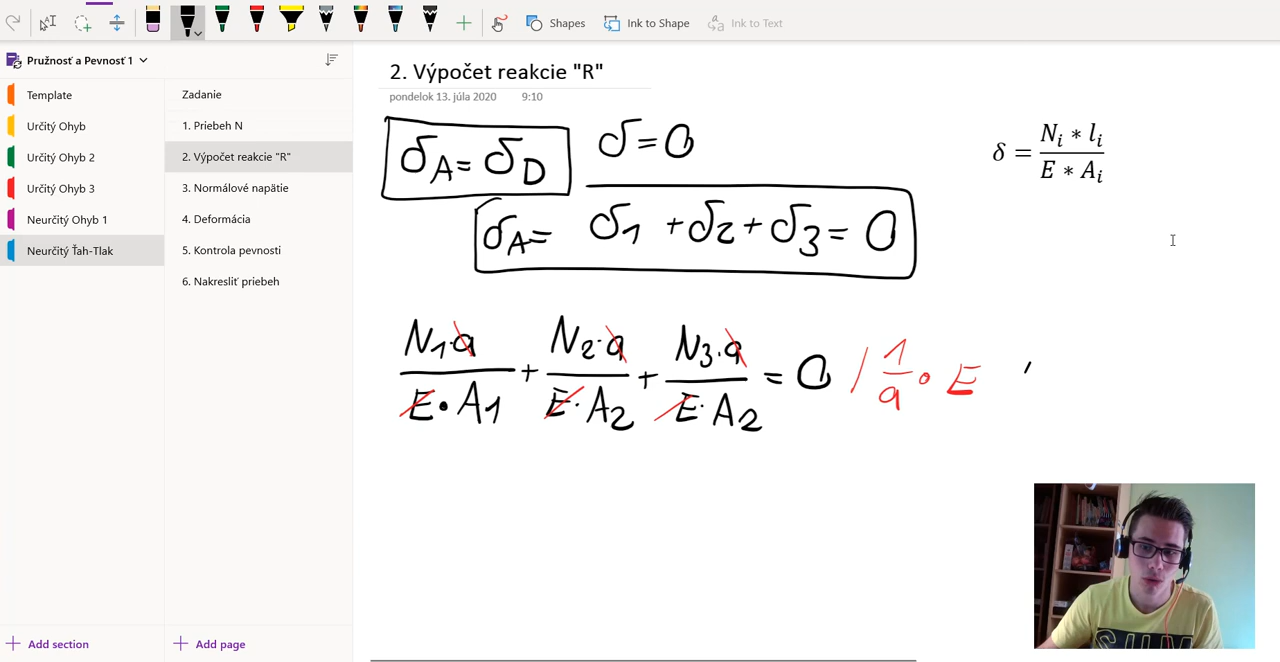 Shapes
Ink to Shape
Ink to Text
Pružnosť a Pevnosť 1
Template
Určitý Ohyb
Určitý Ohyb 2
Určitý Ohyb 3
Neurčitý Ohyb 1
Neurčitý Ťah-Tlak
Add section
Zadanie
1. Priebeh N
2. Výpočet reakcie "R"
3. Normálové napätie
4. Deformácia
5. Kontrola pevnosti
6. Nakresliť priebeh
Add page
2. Výpočet reakcie "R"
pondelok 13. júla 2020 9:10
δA = δD
δ = 0
δA = δ1 + δ2 + δ3 = 0
δ = Ni * li / E * Ai
N1·a / E·A1 + N2·a / E·A2 + N3·a / E·A2 = 0 / 1/a · E